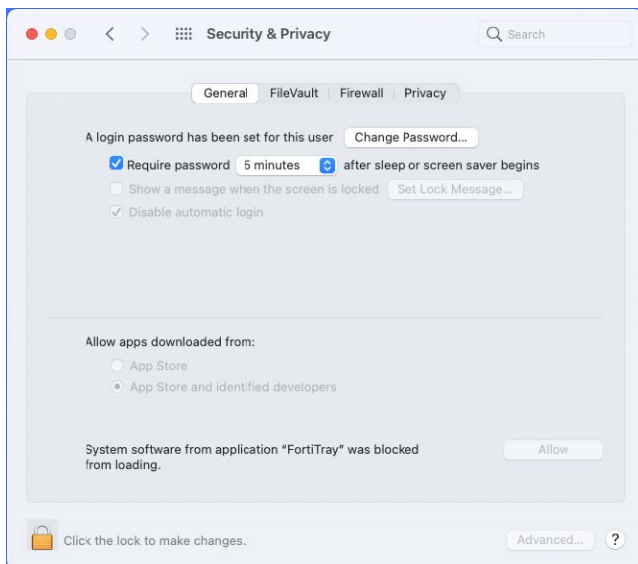 Security & Privacy
Search
General FileVault Firewall Privacy
A login password has been set for this user Change Password...
Require password 5 minutes after sleep or screen saver begins
Show a message when the screen is locked Set Lock Message...
Disable automatic login
Allow apps downloaded from:
App Store
App Store and identified developers
System software from application “FortiTray” was blocked Allow
from loading.
Click the lock to make changes. Advanced... ?